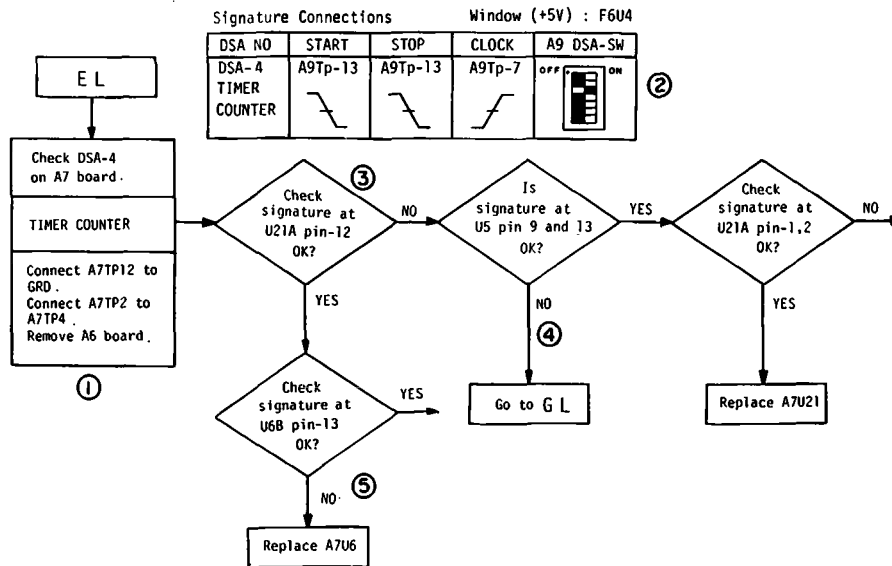 Signature Connections Window (+5V) : F6U4
DSA NO START STOP CLOCK A9 DSA-SW
DSA-4 A9Tp-13 A9Tp-13 A9Tp-7 OFF ON
TIMER
COUNTER
②
E L
Check DSA-4
on A7 board.
TIMER COUNTER
Connect A7TP12 to
GRD.
Connect A7TP2 to
A7TP4.
Remove A6 board.
①
③
Check
signature at
U21A pin-12
OK?
NO
YES
Is
signature at
U5 pin 9 and 13
OK?
YES
NO
④
Go to G L
Check
signature at
U21A pin-1,2
OK?
NO
YES
Replace A7U21
Check
signature at
U6B pin-13
OK?
YES
NO
⑤
Replace A7U6